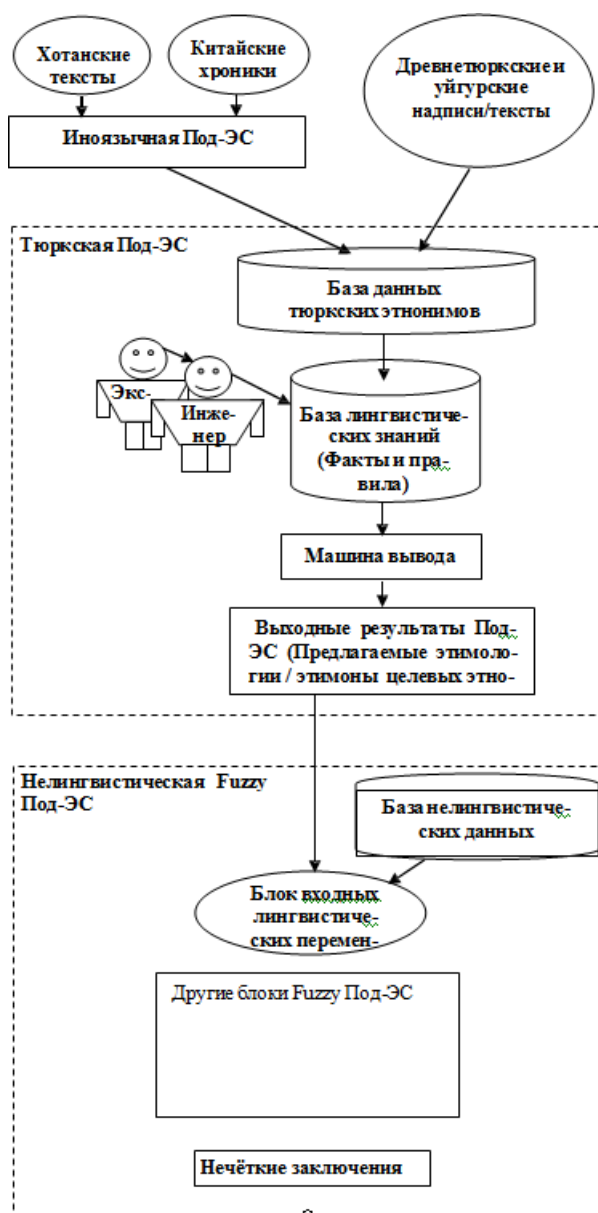 Хотанские
тексты
Китайские
хроники
Древнетюркские и
уйгурские
надписи/тексты
Иноязычная Под-ЭС
Тюркская Под-ЭС
База данных
тюркских этнонимов
Экс-
Инже-
нер
База лингвистиче-
ских знаний
(Факты и пра-
вила)
Машина вывода
Выходные результаты Под-
ЭС (Предлагаемые этимоло-
гии / этимоны целевых этно-
Нелингвистическая Fuzzy
Под-ЭС
База нелингвистиче-
ских данных
Блок входных
лингвистиче-
ских перемен-
Другие блоки Fuzzy Под-ЭС
Нечёткие заключения